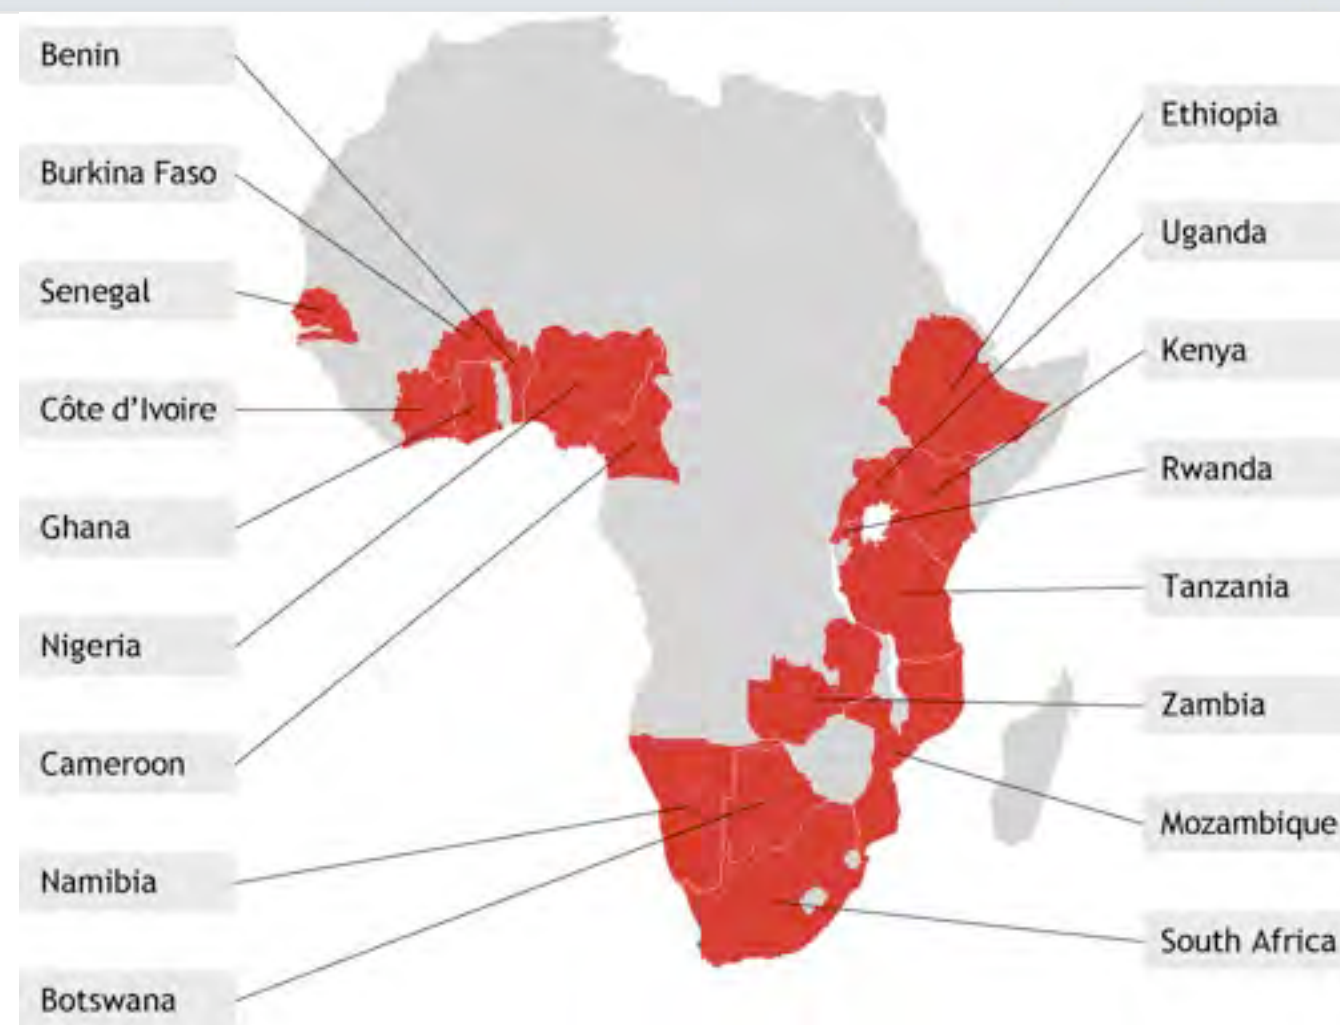 Benin
Burkina Faso
Senegal
Côte d’Ivoire
Ghana
Nigeria
Cameroon
Namibia
Botswana
Ethiopia
Uganda
Kenya
Rwanda
Tanzania
Zambia
Mozambique
South Africa